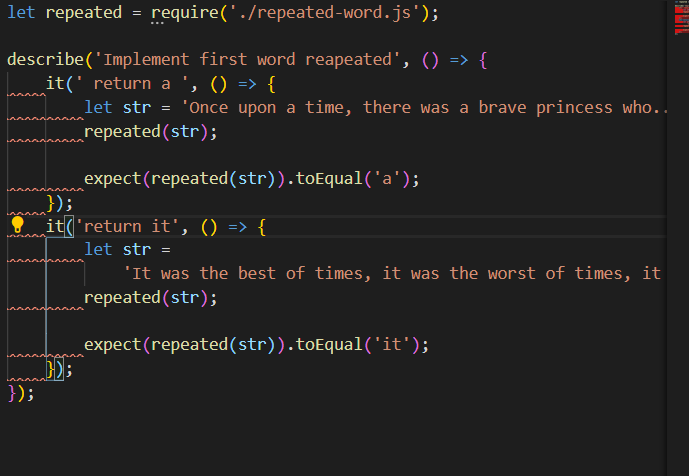 let repeated = require('./repeated-word.js');
describe('Implement first word reapeated', () => {
it(' return a ', () => {
let str = 'Once upon a time, there was a brave princess who..
repeated(str);
expect(repeated(str)).toEqual('a');
});
it('return it', () => {
let str =
'It was the best of times, it was the worst of times, it
repeated(str);
expect(repeated(str)).toEqual('it');
});
});